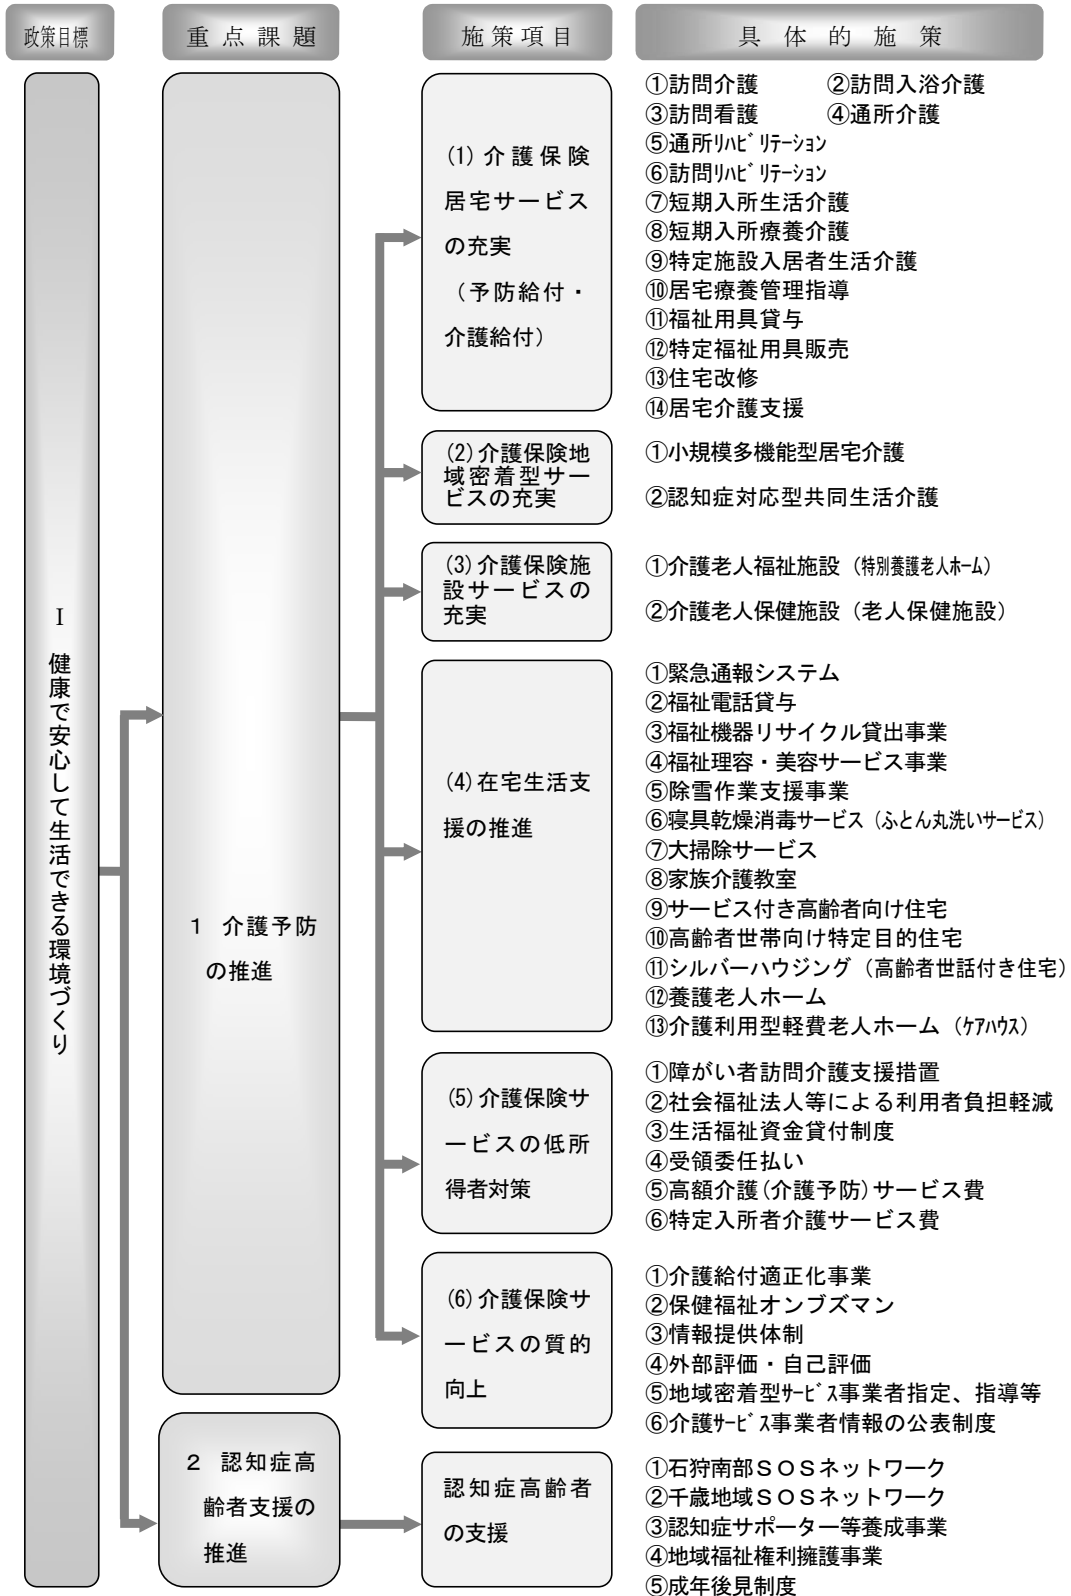 政策目標
重点課題
施策項目
具体的施策
Ⅰ 健康で安心して生活できる環境づくり
1 介護予防
の推進
(1)介護保険
居宅サービス
の充実
(予防給付・
介護給付)
①訪問介護 ②訪問入浴介護
③訪問看護 ④通所介護
⑤通所ﾘﾊﾋﾞﾘﾃｰｼｮﾝ
⑥訪問ﾘﾊﾋﾞﾘﾃｰｼｮﾝ
⑦短期入所生活介護
⑧短期入所療養介護
⑨特定施設入居者生活介護
⑩居宅療養管理指導
⑪福祉用具貸与
⑫特定福祉用具販売
⑬住宅改修
⑭居宅介護支援
(2)介護保険地
域密着型サー
ビスの充実
①小規模多機能型居宅介護
②認知症対応型共同生活介護
(3)介護保険施
設サービスの
充実
①介護老人福祉施設（特別養護老人ﾎｰﾑ）
②介護老人保健施設（老人保健施設）
(4)在宅生活支
援の推進
①緊急通報システム
②福祉電話貸与
③福祉機器リサイクル貸出事業
④福祉理容・美容サービス事業
⑤除雪作業支援事業
⑥寝具乾燥消毒サービス（ふとん丸洗いサービス）
⑦大掃除サービス
⑧家族介護教室
⑨サービス付き高齢者向け住宅
⑩高齢者世帯向け特定目的住宅
⑪シルバーハウジング（高齢者世話付き住宅）
⑫養護老人ホーム
⑬介護利用型軽費老人ホーム（ｹｱﾊｳｽ）
(5)介護保険サ
ービスの低所
得者対策
①障がい者訪問介護支援措置
②社会福祉法人等による利用者負担軽減
③生活福祉資金貸付制度
④受領委任払い
⑤高額介護(介護予防)サービス費
⑥特定入所者介護サービス費
(6)介護保険サ
ービスの質的
向上
①介護給付適正化事業
②保健福祉オンブズマン
③情報提供体制
④外部評価・自己評価
⑤地域密着型ｻｰﾋﾞｽ事業者指定、指導等
⑥介護ｻｰﾋﾞｽ事業者情報の公表制度
2 認知症高
齢者支援の
推進
認知症高齢者
の支援
①石狩南部ＳＯＳネットワーク
②千歳地域ＳＯＳネットワーク
③認知症サポーター等養成事業
④地域福祉権利擁護事業
⑤成年後見制度